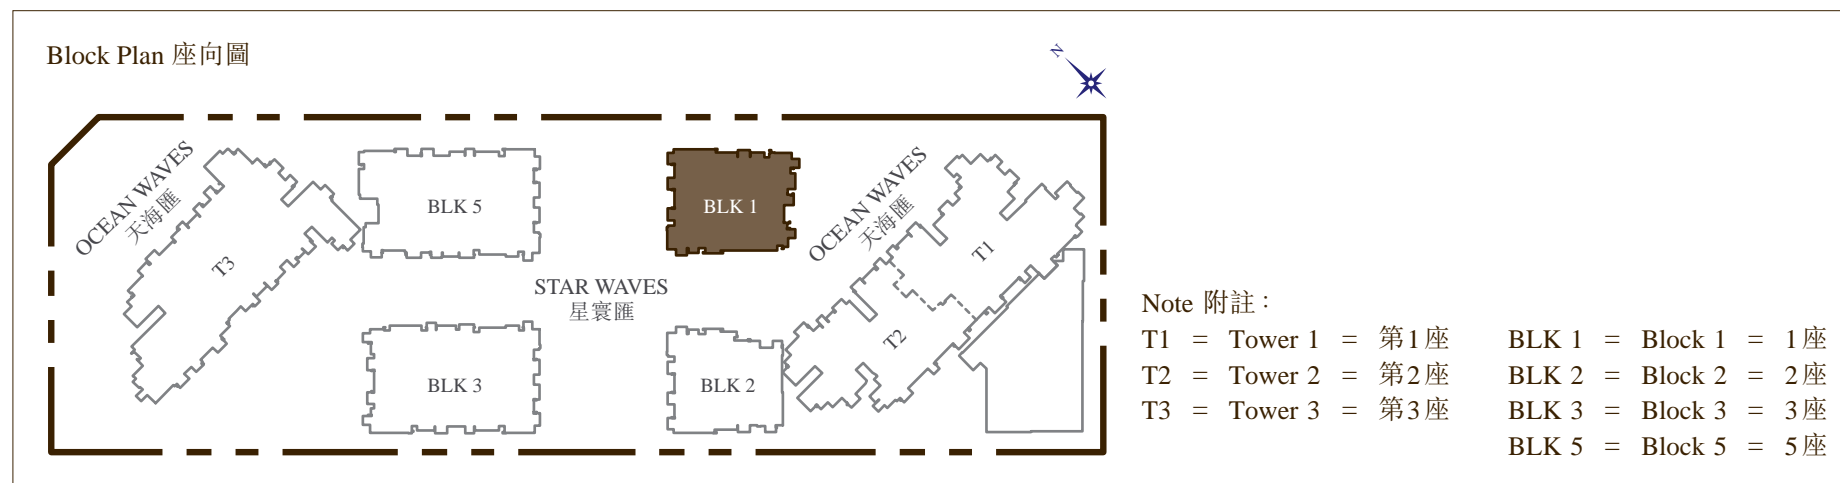 Block Plan 座向圖
N
OCEAN WAVES
天海匯
T3
BLK 5
BLK 1
OCEAN WAVES
天海匯
T1
STAR WAVES
星寰匯
BLK 3
BLK 2
T2
Note 附註：
T1 = Tower 1 = 第1座
T2 = Tower 2 = 第2座
T3 = Tower 3 = 第3座
BLK 1 = Block 1 = 1座
BLK 2 = Block 2 = 2座
BLK 3 = Block 3 = 3座
BLK 5 = Block 5 = 5座